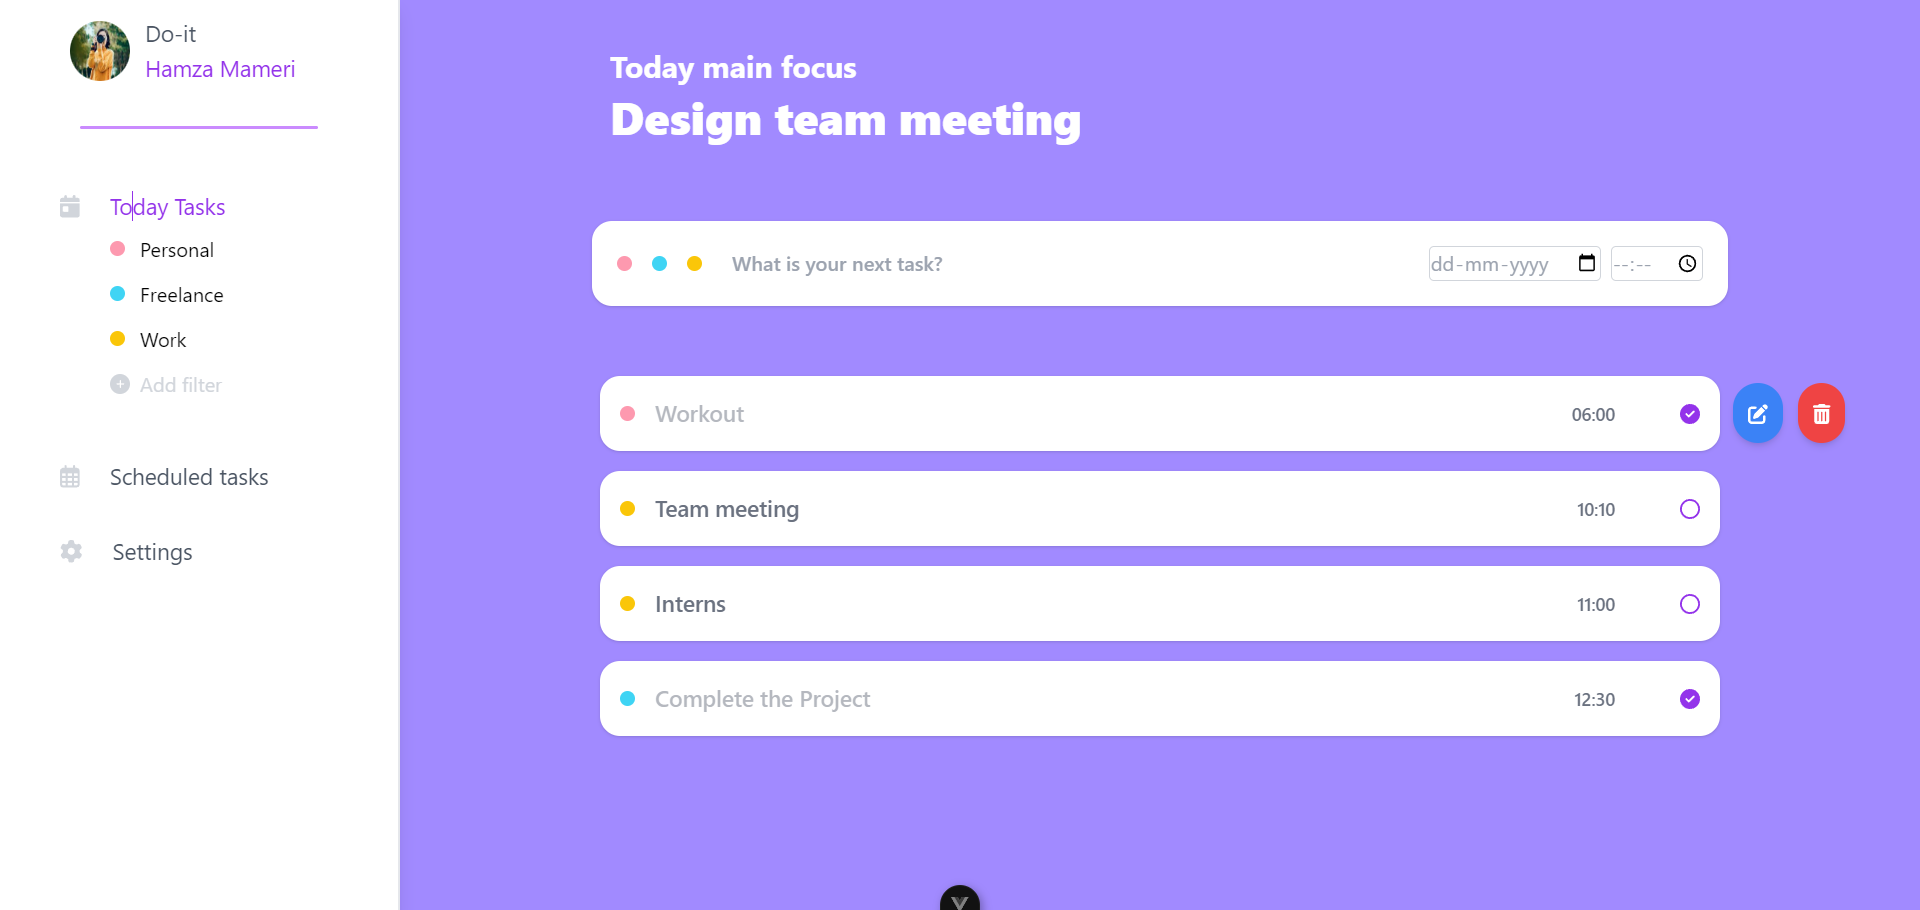 Do-it
Hamza Mameri
Today Tasks
Personal
Freelance
Work
Add filter
Scheduled tasks
Settings
Today main focus
Design team meeting
What is your next task? dd-mm-yyyy --:--
Workout 06:00
Team meeting 10:10
Interns 11:00
Complete the Project 12:30